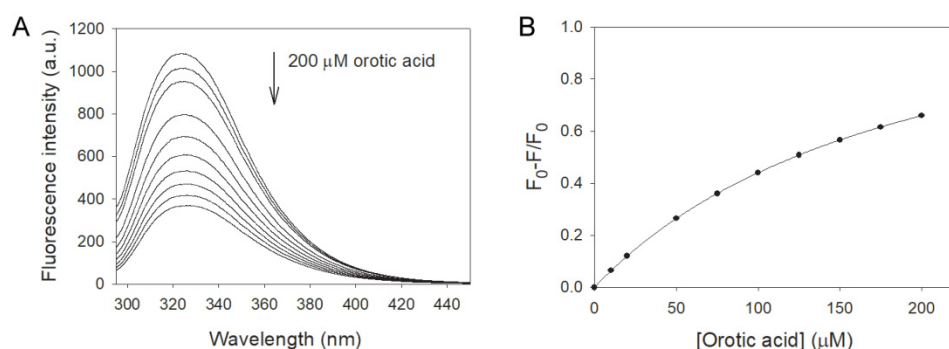 A
Fluorescence intensity (a.u.)
1200
1000
800
600
400
200
0
200 μM orotic acid
300 320 340 360 380 400 420 440
Wavelength (nm)
B
F0-F/F0
1.0
0.8
0.6
0.4
0.2
0.0
0 50 100 150 200
[Orotic acid] (μM)